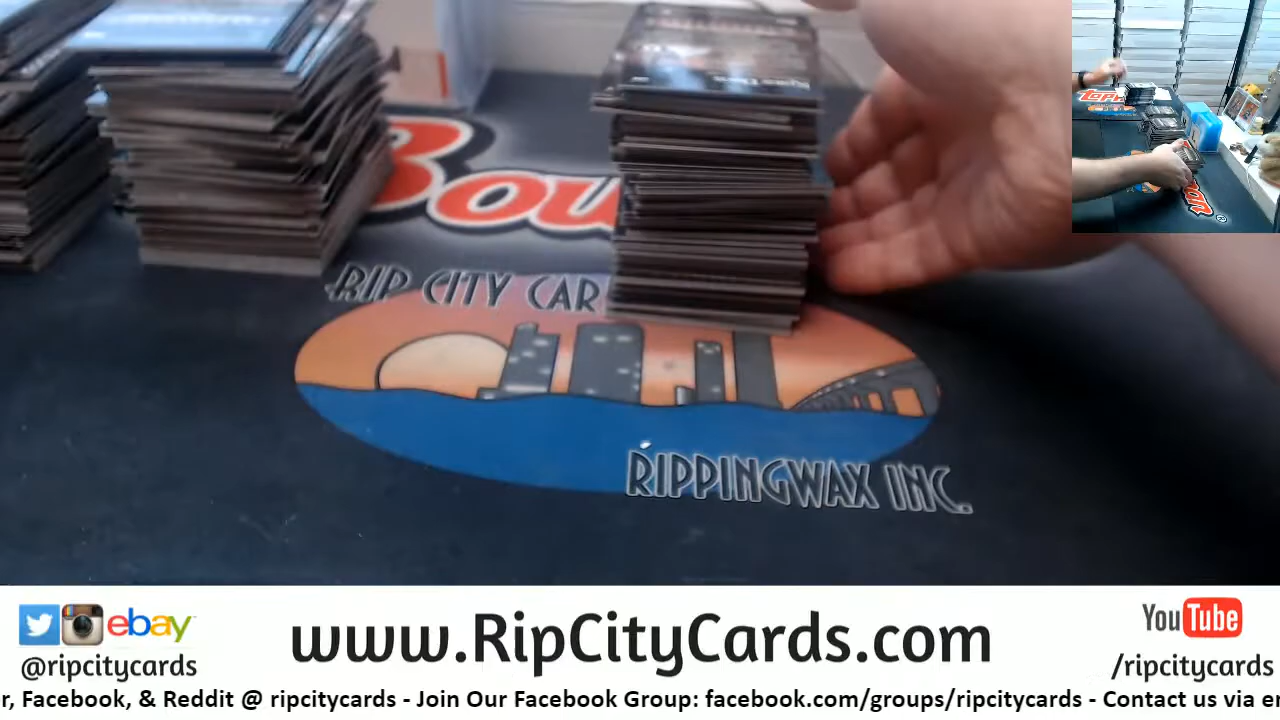 Bou
RIP CITY CAR
RIPPINGWAX INC.
ebay
@ripcitycards
www.RipCityCards.com
YouTube
/ripcitycards
r, Facebook, & Reddit @ ripcitycards - Join Our Facebook Group: facebook.com/groups/ripcitycards - Contact us via e